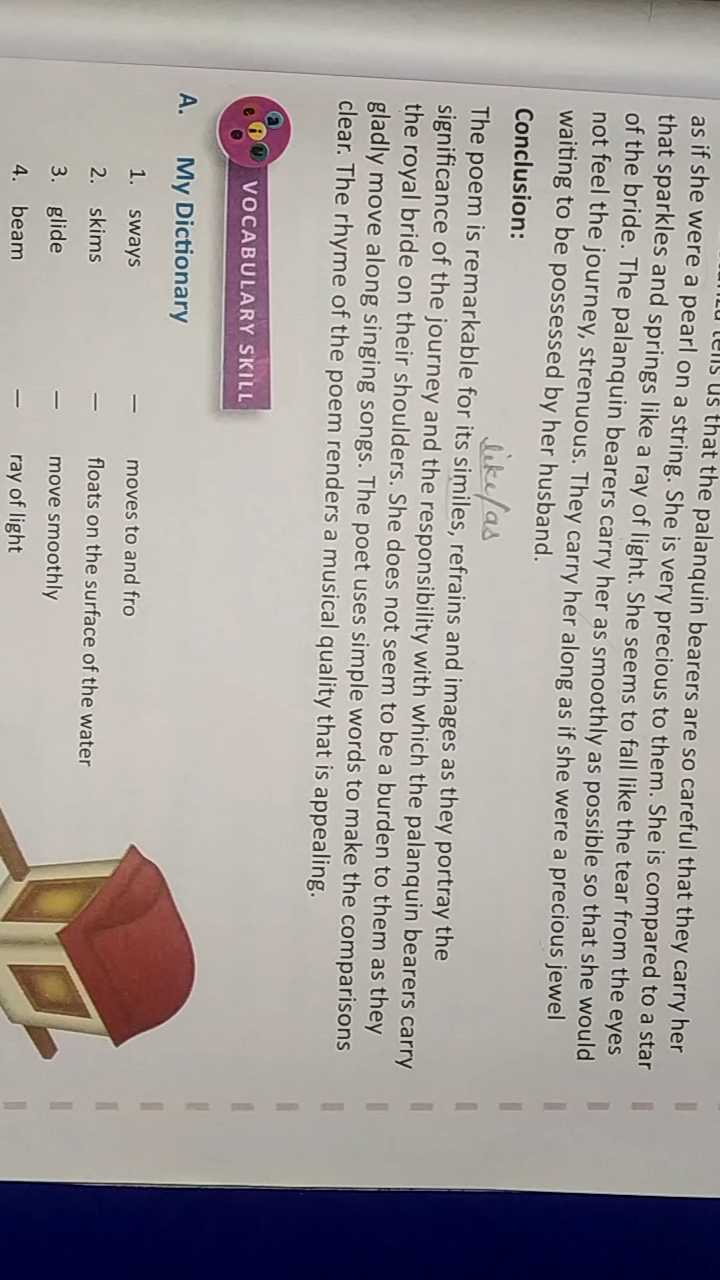 tells us that the palanquin bearers are so careful that they carry her
as if she were a pearl on a string. She is very precious to them. She is compared to a star
that sparkles and springs like a ray of light. She seems to fall like the tear from the eyes
of the bride. The palanquin bearers carry her as smoothly as possible so that she would
not feel the journey, strenuous. They carry her along as if she were a precious jewel
waiting to be possessed by her husband.
Conclusion:
like/as
The poem is remarkable for its similes, refrains and images as they portray the
significance of the journey and the responsibility with which the palanquin bearers carry
the royal bride on their shoulders. She does not seem to be a burden to them as they
gladly move along singing songs. The poet uses simple words to make the comparisons
clear. The rhyme of the poem renders a musical quality that is appealing.
a e i u e VOCABULARY SKILL
A. My Dictionary
1. sways — moves to and fro
2. skims — floats on the surface of the water
3. glide — move smoothly
4. beam — ray of light